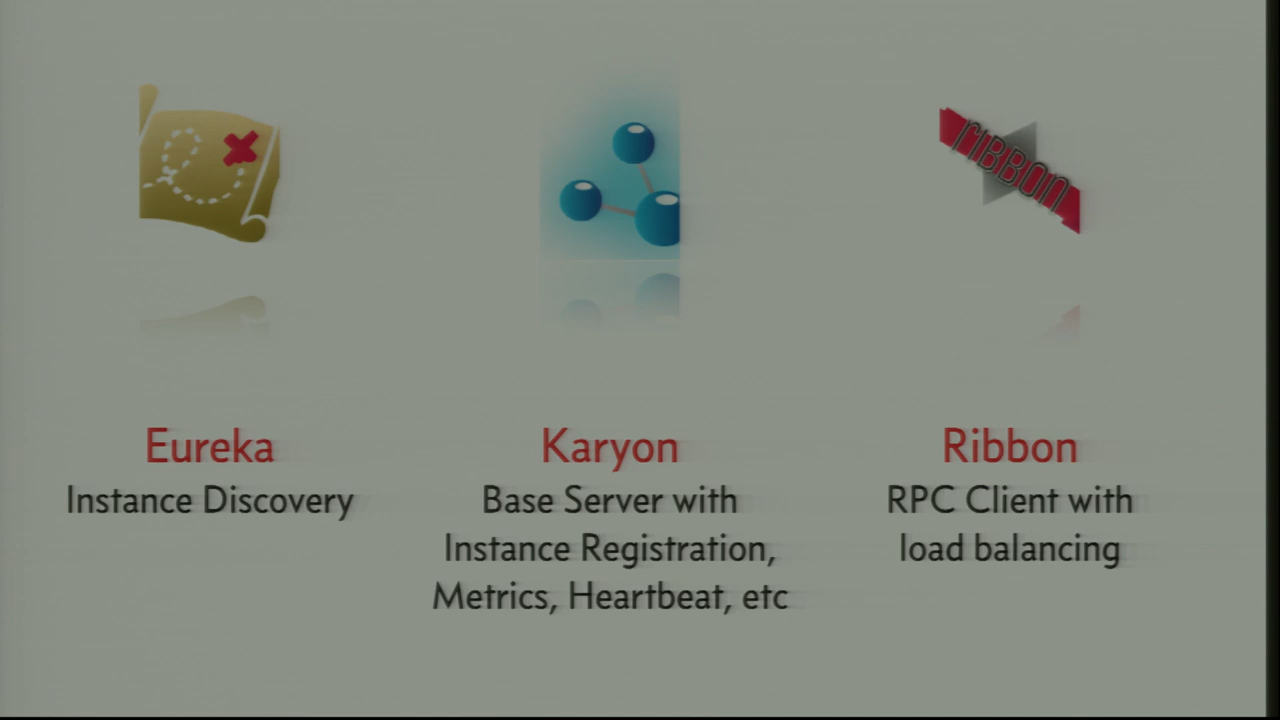 RIBBON
Eureka
Instance Discovery
Karyon
Base Server with
Instance Registration,
Metrics, Heartbeat, etc
Ribbon
RPC Client with
load balancing